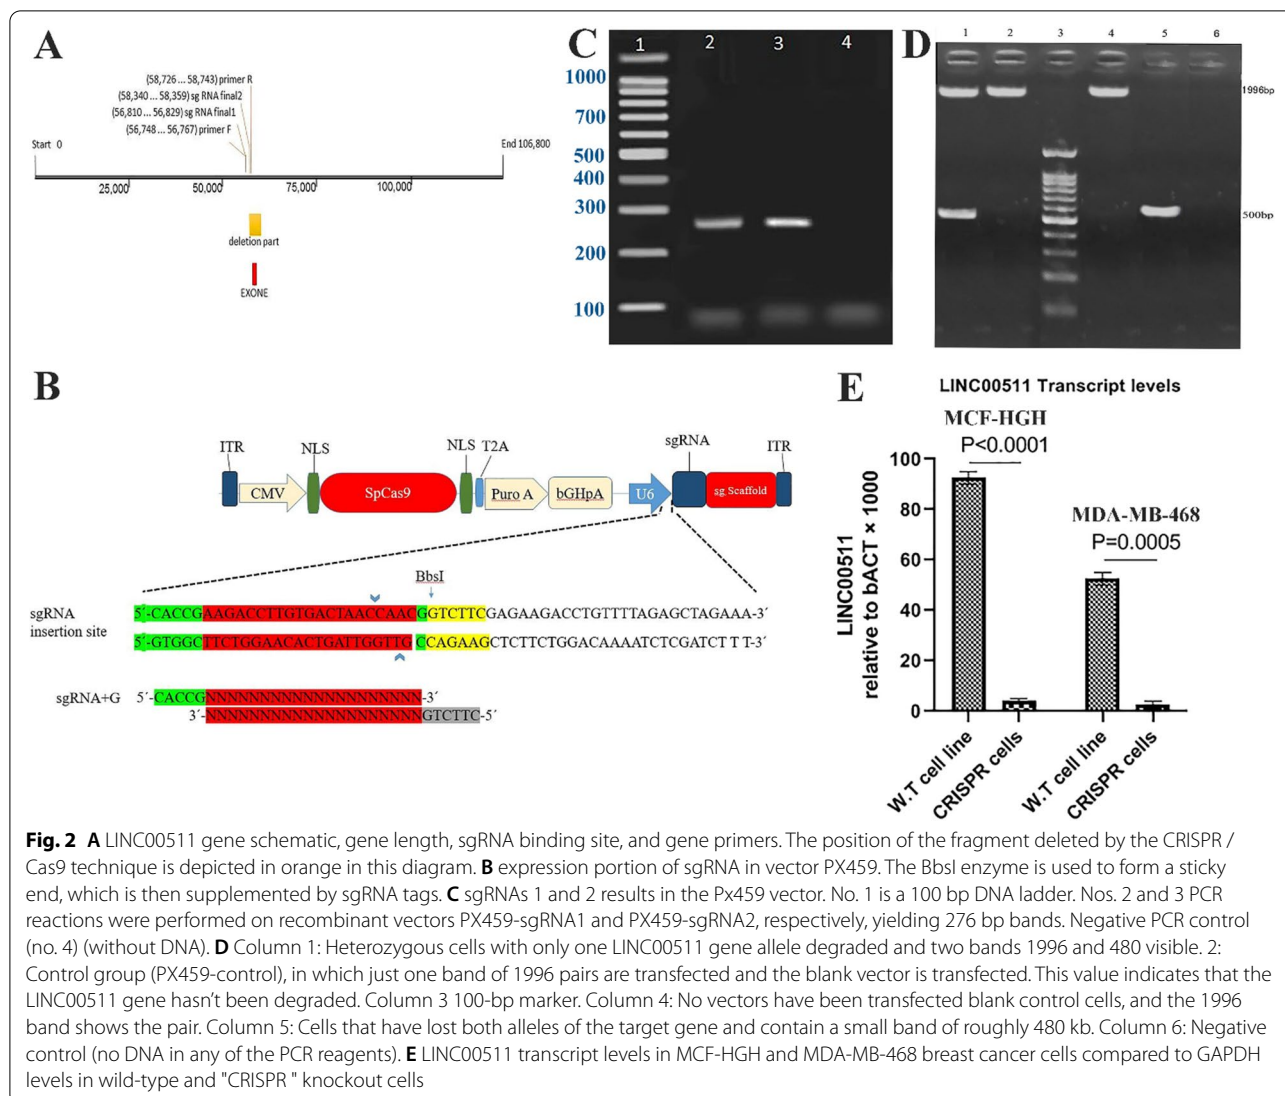 A
(58,726 ... 58,743) primer R
(58,340 ... 58,359) sg RNA final2
(56,810 ... 56,829) sg RNA final1
(56,748 ... 56,767) primer F
Start 0
End 106,800
25,000
50,000
75,000
100,000
deletion part
EXONE
C
1 2 3 4
1000
700
500
400
300
200
100
D
1 2 3 4 5 6
1996bp
500bp
B
ITR
NLS
NLS T2A
sgRNA
ITR
CMV
SpCas9
Puro A
bGHpA
U6
sg.Scaffold
BbsI
sgRNA
insertion site
5´-CACCGAAGACCTTGTGACTAACCAACGGTCTTCGAGAAGACCTGTTTTAGAGCTAGAAA-3´
5´-GTGGCTTCTGGAACACTGATTGGTTG CCAGAAGCTCTTCTGGACAAAATCTCGATCT T T-3´
sgRNA+G 5´-CACCGNNNNNNNNNNNNNNNNNNNN-3´
3´-NNNNNNNNNNNNNNNNNNNNGTCTTC-5´
E
LINC00511 Transcript levels
MCF-HGH
P<0.0001
MDA-MB-468
P=0.0005
LINC00511
relative to bACT × 1000
100
80
60
40
20
0
W.T cell line
CRISPR cells
W.T cell line
CRISPR cells
Fig. 2 A LINC00511 gene schematic, gene length, sgRNA binding site, and gene primers. The position of the fragment deleted by the CRISPR /
Cas9 technique is depicted in orange in this diagram. B expression portion of sgRNA in vector PX459. The BbsI enzyme is used to form a sticky
end, which is then supplemented by sgRNA tags. C sgRNAs 1 and 2 results in the Px459 vector. No. 1 is a 100 bp DNA ladder. Nos. 2 and 3 PCR
reactions were performed on recombinant vectors PX459-sgRNA1 and PX459-sgRNA2, respectively, yielding 276 bp bands. Negative PCR control
(no. 4) (without DNA). D Column 1: Heterozygous cells with only one LINC00511 gene allele degraded and two bands 1996 and 480 visible. 2:
Control group (PX459-control), in which just one band of 1996 pairs are transfected and the blank vector is transfected. This value indicates that the
LINC00511 gene hasn't been degraded. Column 3 100-bp marker. Column 4: No vectors have been transfected blank control cells, and the 1996
band shows the pair. Column 5: Cells that have lost both alleles of the target gene and contain a small band of roughly 480 kb. Column 6: Negative
control (no DNA in any of the PCR reagents). E LINC00511 transcript levels in MCF-HGH and MDA-MB-468 breast cancer cells compared to GAPDH
levels in wild-type and "CRISPR " knockout cells